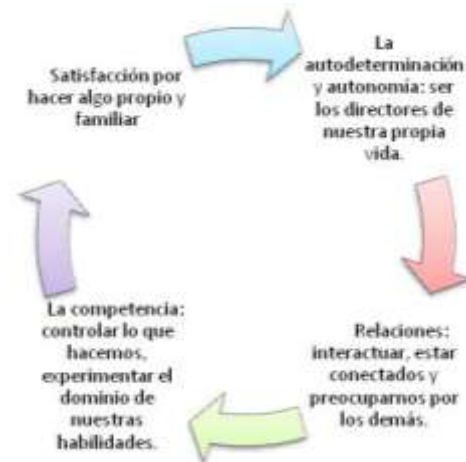 Satisfacción por
hacer algo propio y
familiar
La
autodeterminación
y autonomía: ser
los directores de
nuestra propia
vida.
Relaciones:
interactuar, estar
conectados y
preocuparnos por
los demás.
La competencia:
controlar lo que
hacemos,
experimentar el
dominio de
nuestras
habilidades.